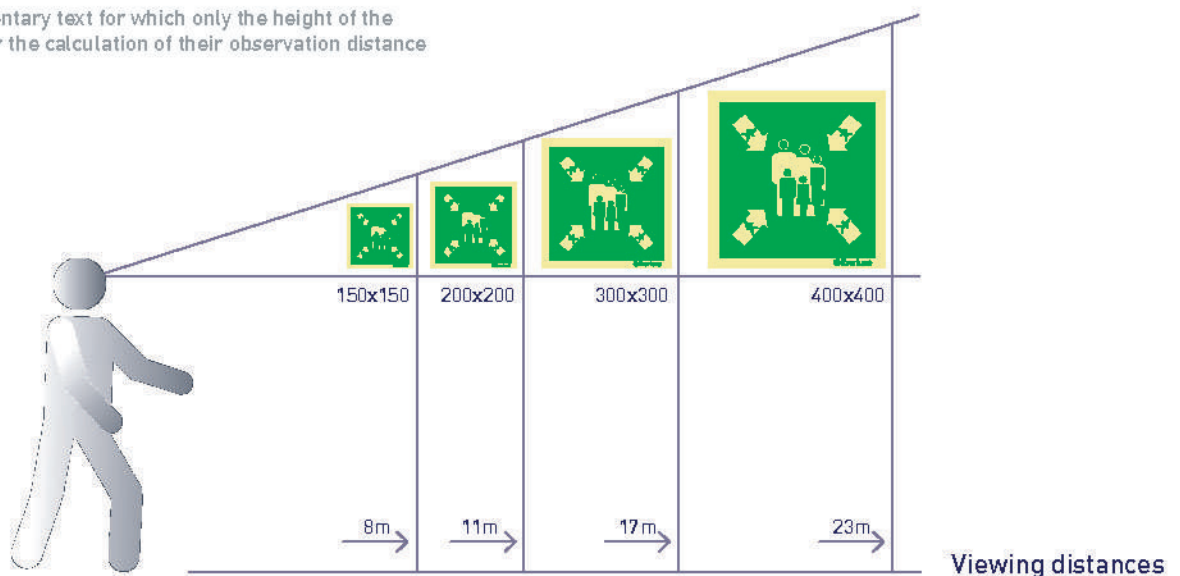 ntary text for which only the height of the
the calculation of their observation distance
150x150 200x200 300x300 400x400
8m 11m 17m 23m
Viewing distances